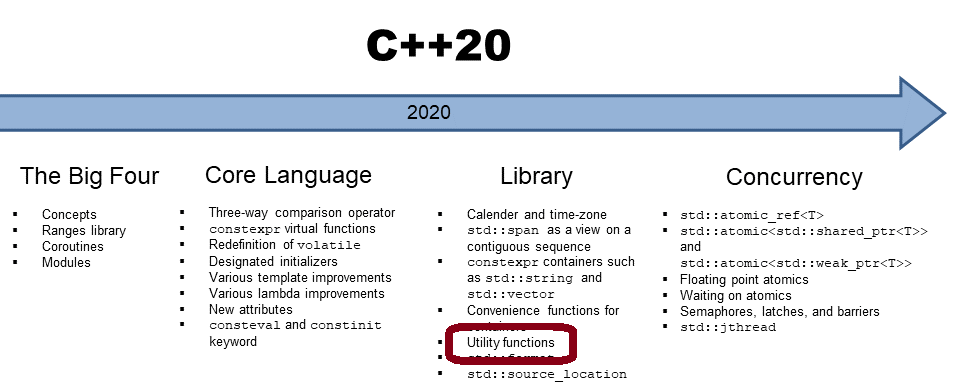 C++20
2020
The Big Four
▪ Concepts
▪ Ranges library
▪ Coroutines
▪ Modules
Core Language
▪ Three-way comparison operator
▪ constexpr virtual functions
▪ Redefinition of volatile
▪ Designated initializers
▪ Various template improvements
▪ Various lambda improvements
▪ New attributes
▪ consteval and constinit
keyword
Library
▪ Calender and time-zone
▪ std::span as a view on a
contiguous sequence
▪ constexpr containers such
as std::string and
std::vector
▪ Convenience functions for
containers
▪ Utility functions
▪ std::format
▪ std::source_location
Concurrency
▪ std::atomic_ref<T>
▪ std::atomic<std::shared_ptr<T>>
and
std::atomic<std::weak_ptr<T>>
▪ Floating point atomics
▪ Waiting on atomics
▪ Semaphores, latches, and barriers
▪ std::jthread